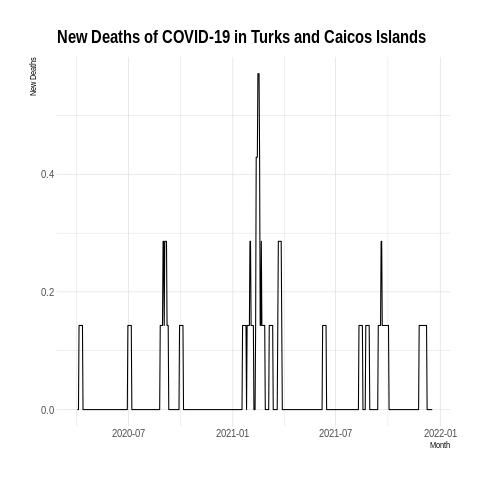 New Deaths of COVID-19 in Turks and Caicos Islands
New Deaths
0.4
0.2
0.0
2020-07 2021-01 2021-07 2022-01
Month